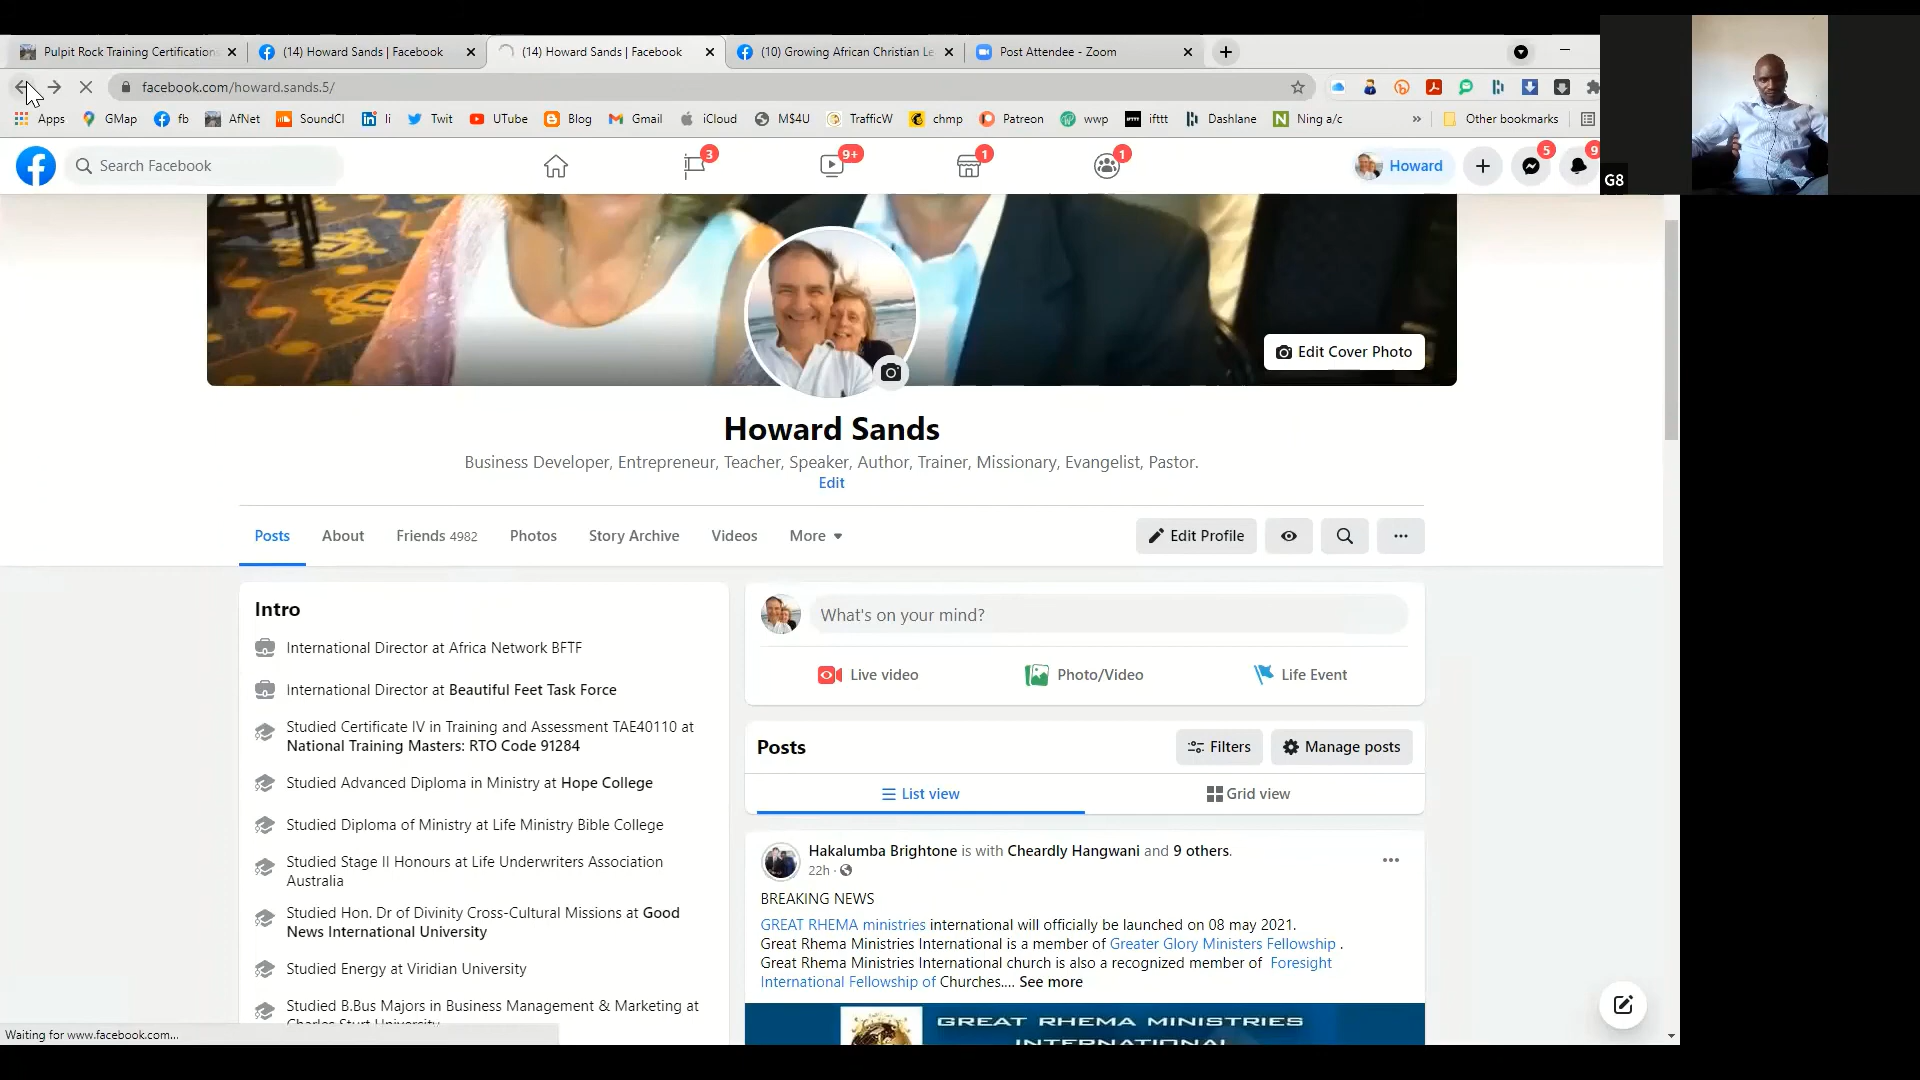 Pulpit Rock Training Certification
(14) Howard Sands | Facebook
(14) Howard Sands | Facebook
(10) Growing African Christian Le
Post Attendee - Zoom
facebook.com/howard.sands.5/
Apps
GMap
fb
AfNet
SoundCl
li
Twit
UTube
Blog
Gmail
iCloud
M$4U
TrafficW
chmp
Patreon
wwp
ifttt
Dashlane
Ning a/c
»
Other bookmarks
Search Facebook
3
9+
1
1
Howard
5
9
G8
Edit Cover Photo
Howard Sands
Business Developer, Entrepreneur, Teacher, Speaker, Author, Trainer, Missionary, Evangelist, Pastor.
Edit
Posts
About
Friends 4982
Photos
Story Archive
Videos
More
Edit Profile
Intro
International Director at Africa Network BFTF
International Director at Beautiful Feet Task Force
Studied Certificate IV in Training and Assessment TAE40110 at
National Training Masters: RTO Code 91284
Studied Advanced Diploma in Ministry at Hope College
Studied Diploma of Ministry at Life Ministry Bible College
Studied Stage II Honours at Life Underwriters Association
Australia
Studied Hon. Dr of Divinity Cross-Cultural Missions at Good
News International University
Studied Energy at Viridian University
Studied B.Bus Majors in Business Management & Marketing at
Charles Sturt University
What's on your mind?
Live video
Photo/Video
Life Event
Posts
Filters
Manage posts
List view
Grid view
Hakalumba Brightone is with Cheardly Hangwani and 9 others.
22h ·
BREAKING NEWS
GREAT RHEMA ministries international will officially be launched on 08 may 2021.
Great Rhema Ministries International is a member of Greater Glory Ministers Fellowship .
Great Rhema Ministries International church is also a recognized member of Foresight
International Fellowship of Churches.... See more
GREAT RHEMA MINISTRIES
INTERNATIONAL
Waiting for www.facebook.com...